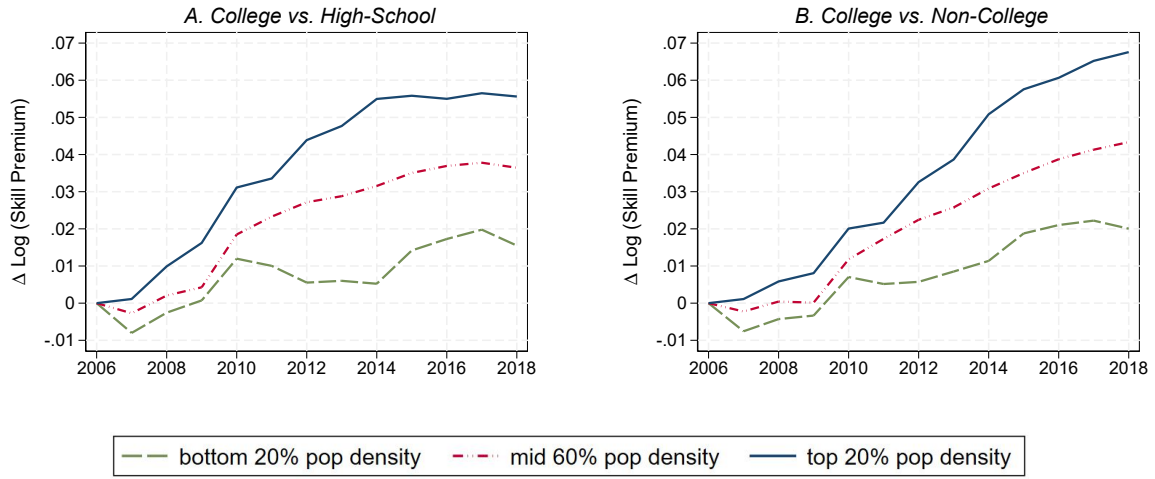 A. College vs. High-School
Δ Log (Skill Premium)
.07
.06
.05
.04
.03
.02
.01
0
-.01
2006 2008 2010 2012 2014 2016 2018
B. College vs. Non-College
Δ Log (Skill Premium)
.07
.06
.05
.04
.03
.02
.01
0
-.01
2006 2008 2010 2012 2014 2016 2018
bottom 20% pop density mid 60% pop density top 20% pop density